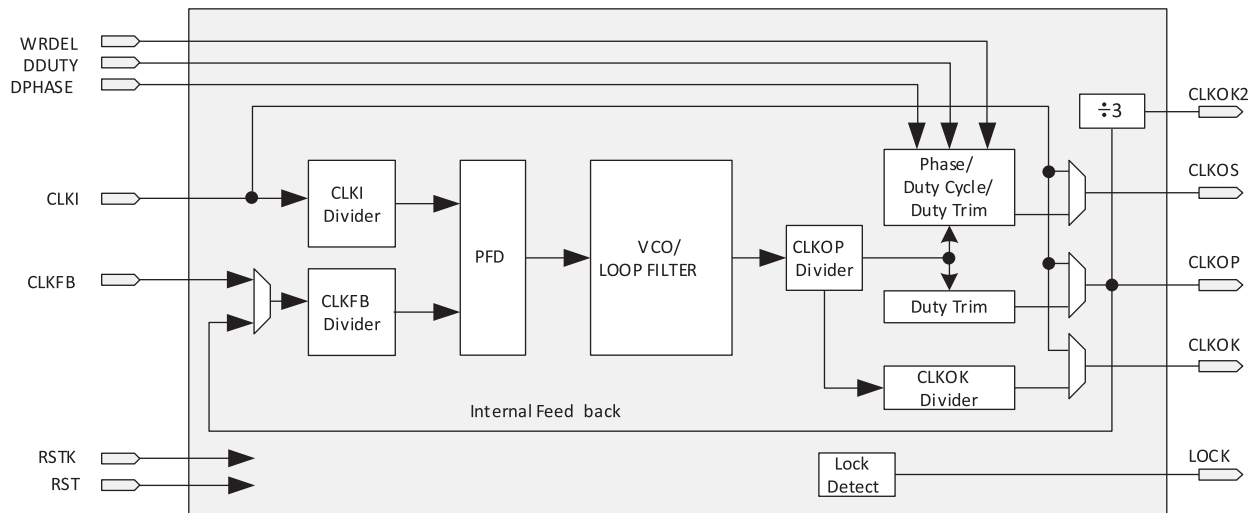 WRDEL
DDUTY
DPHASE
CLKI
CLKFB
RSTK
RST
CLKI
Divider
CLKFB
Divider
PFD
VCO/
LOOP FILTER
CLKOP
Divider
Phase/
Duty Cycle/
Duty Trim
Duty Trim
CLKOK
Divider
Internal Feed back
Lock
Detect
÷3
CLKOK2
CLKOS
CLKOP
CLKOK
LOCK